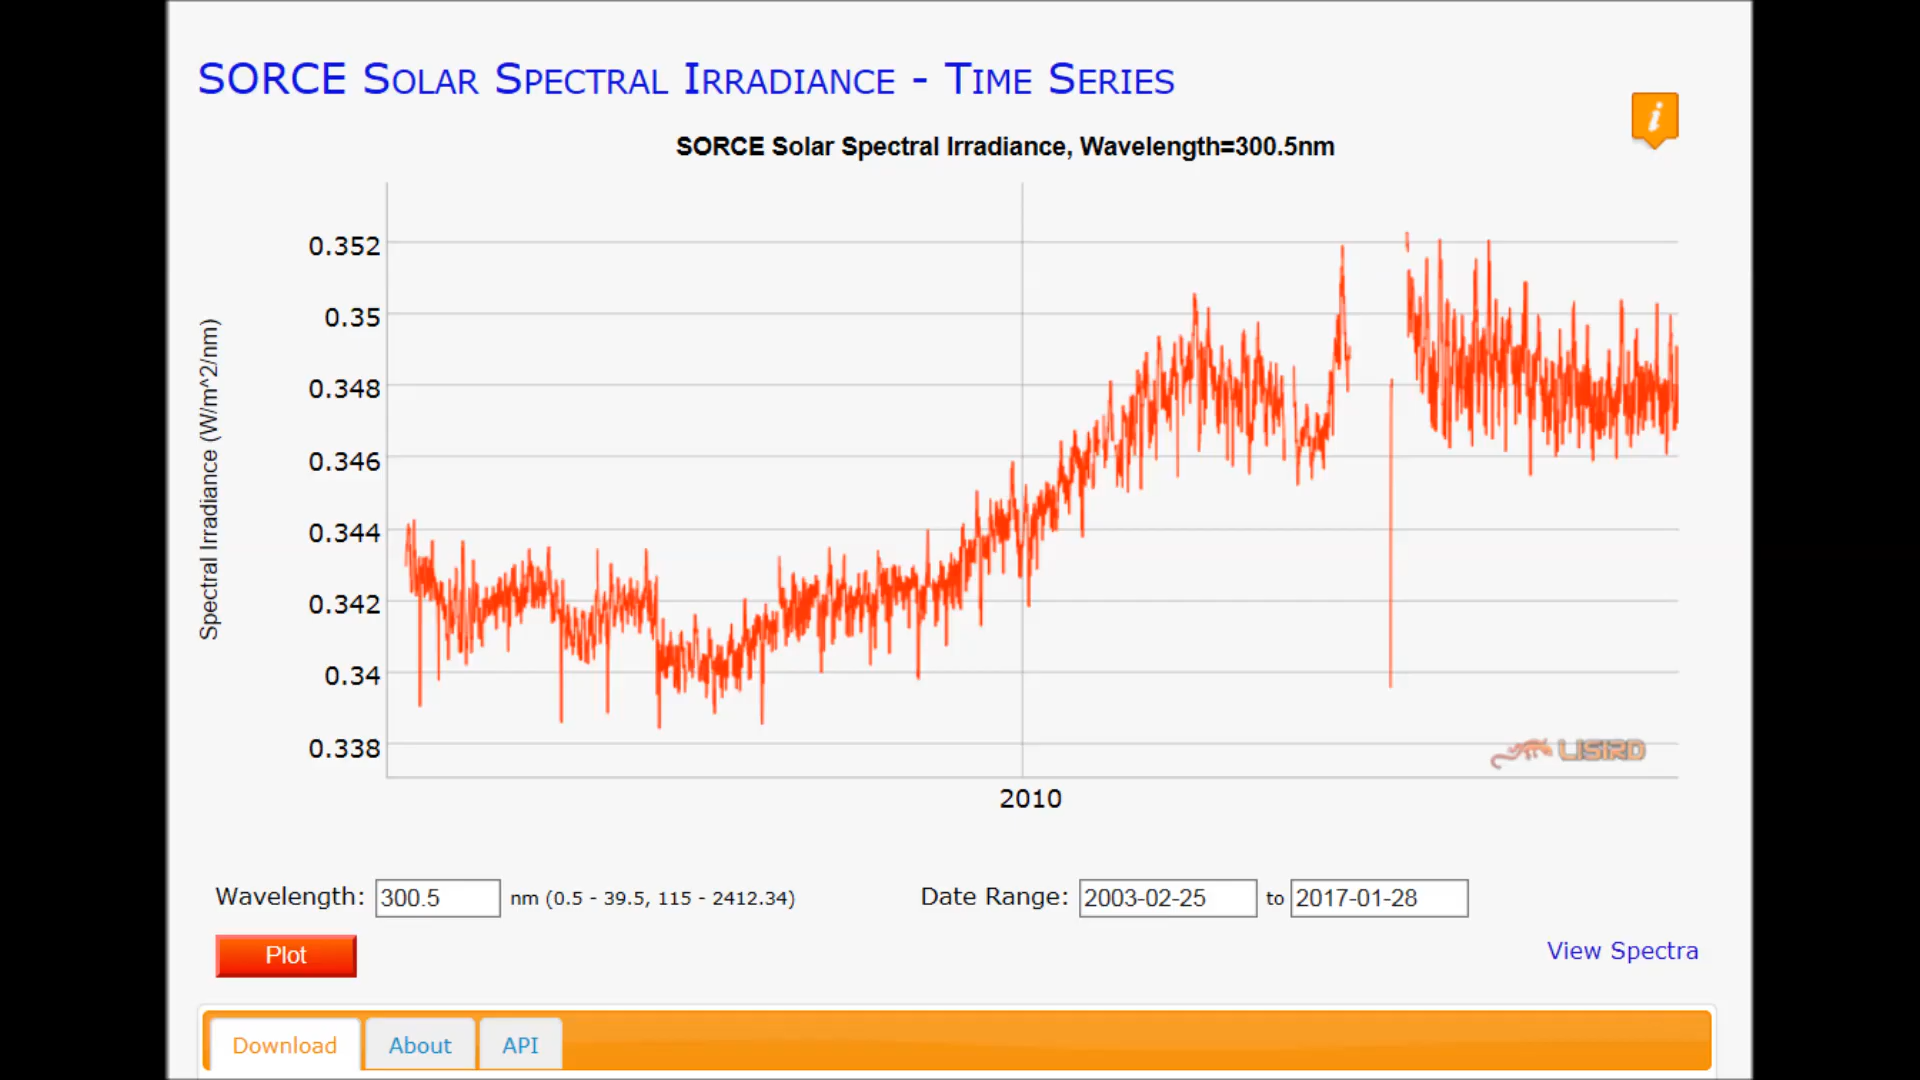 SORCE SOLAR SPECTRAL IRRADIANCE - TIME SERIES
i
SORCE Solar Spectral Irradiance, Wavelength=300.5nm
Spectral Irradiance (W/m^2/nm)
0.352
0.35
0.348
0.346
0.344
0.342
0.34
0.338
LISIRD
2010
Wavelength: 300.5 nm (0.5 - 39.5, 115 - 2412.34) Date Range: 2003-02-25 to 2017-01-28
Plot View Spectra
Download About API